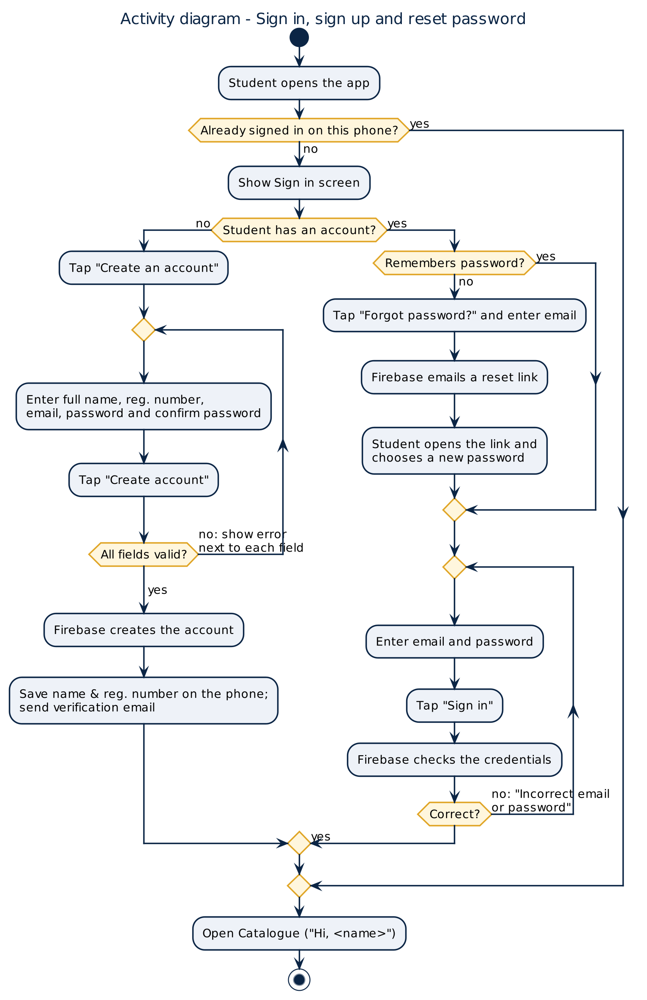 Activity diagram - Sign in, sign up and reset password
Student opens the app
Already signed in on this phone?
yes
no
Show Sign in screen
Student has an account?
no
yes
Tap "Create an account"
Enter full name, reg. number,
email, password and confirm password
Tap "Create account"
All fields valid?
no: show error
next to each field
yes
Firebase creates the account
Save name & reg. number on the phone;
send verification email
Remembers password?
yes
no
Tap "Forgot password?" and enter email
Firebase emails a reset link
Student opens the link and
chooses a new password
Enter email and password
Tap "Sign in"
Firebase checks the credentials
Correct?
no: "Incorrect email
or password"
yes
Open Catalogue ("Hi, <name>")